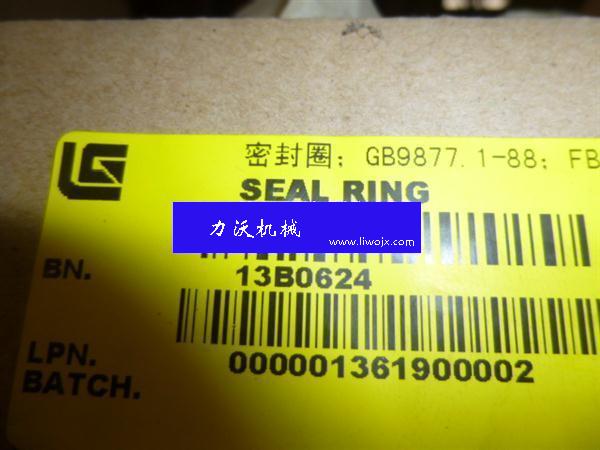 密封圈; GB9877.1-88; FB
SEAL RING
力沃机械
www.liwojx.com
BN.
13B0624
LPN.
000001361900002
BATCH.